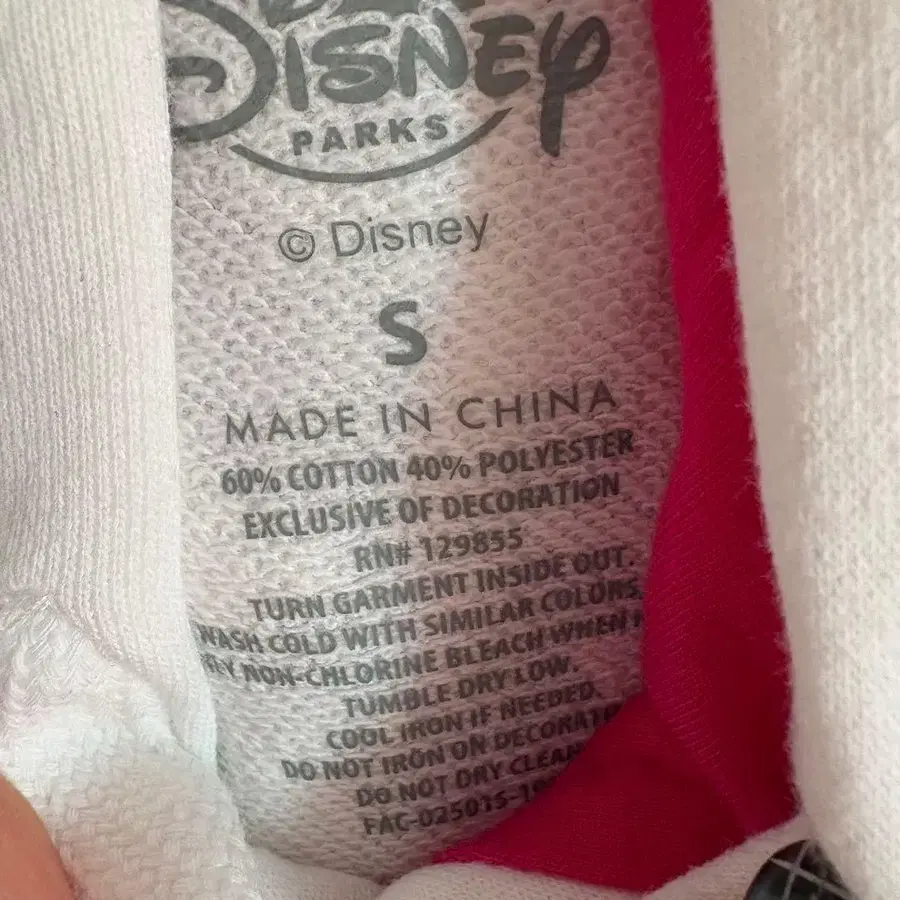 DISNEY
PARKS
© Disney
S
MADE IN CHINA
60% COTTON 40% POLYESTER
EXCLUSIVE OF DECORATION
RN# 129855
TURN GARMENT INSIDE OUT.
WASH COLD WITH SIMILAR COLORS.
NON-CHLORINE BLEACH WHEN
TUMBLE DRY LOW.
COOL IRON IF NEEDED.
DO NOT IRON ON
DO NOT DRY CLEAN
FAC-025015-